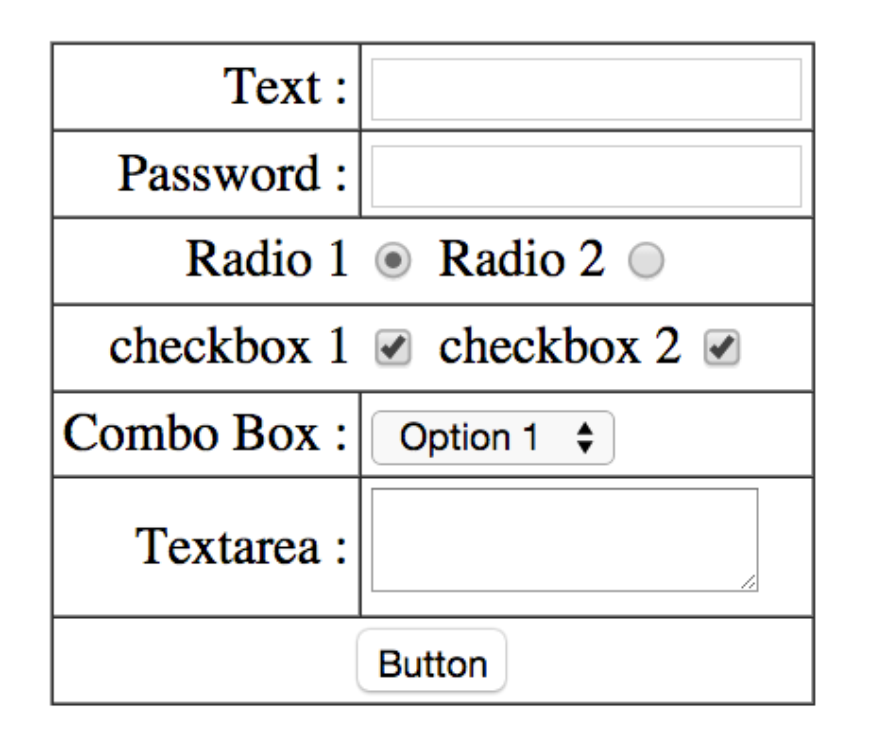 Text :
Password :
Radio 1 Radio 2
checkbox 1 checkbox 2
Combo Box : Option 1
Textarea :
Button